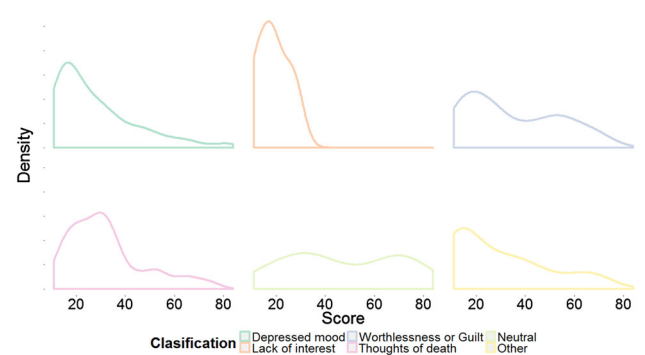 Density
20 40 60 80 20 40 60 80 20 40 60 80
Score
Classification Depressed mood Worthlessness or Guilt Neutral
Lack of interest Thoughts of death Other